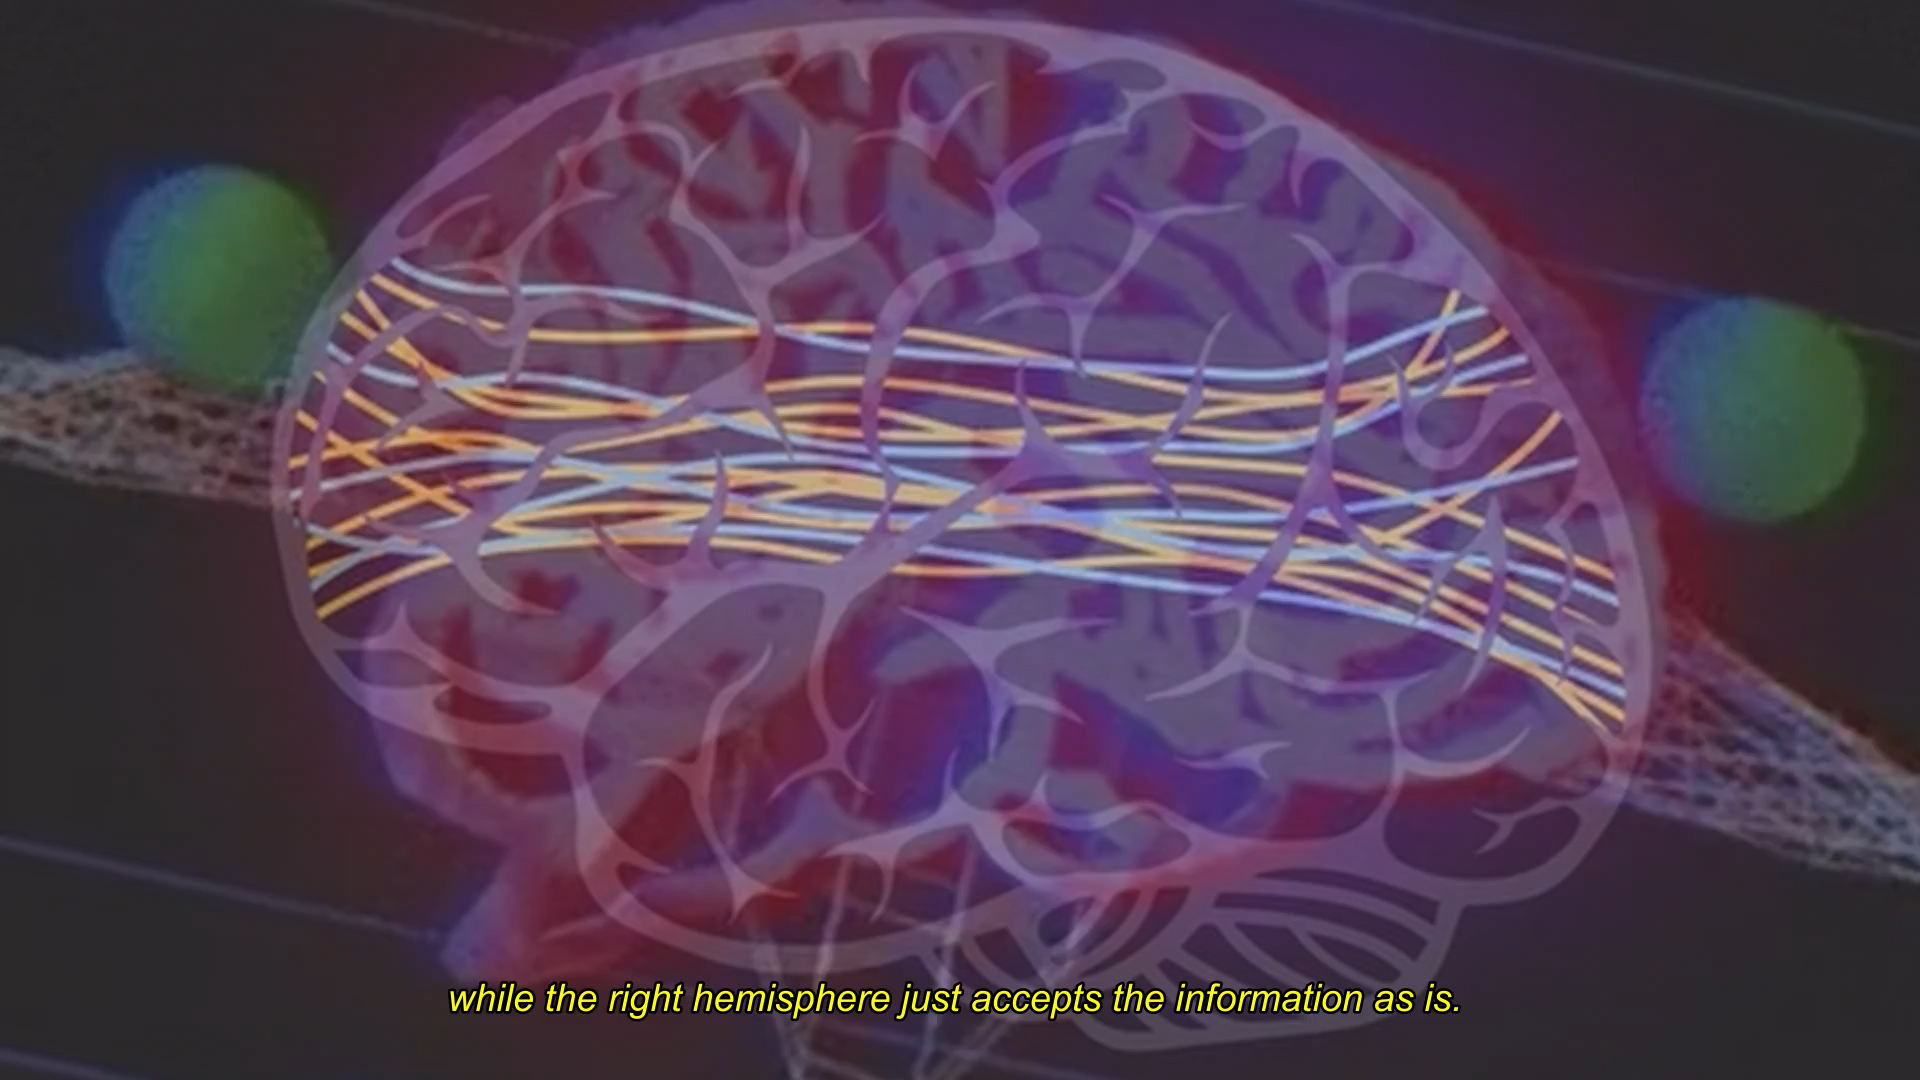 while the right hemisphere just accepts the information as is.